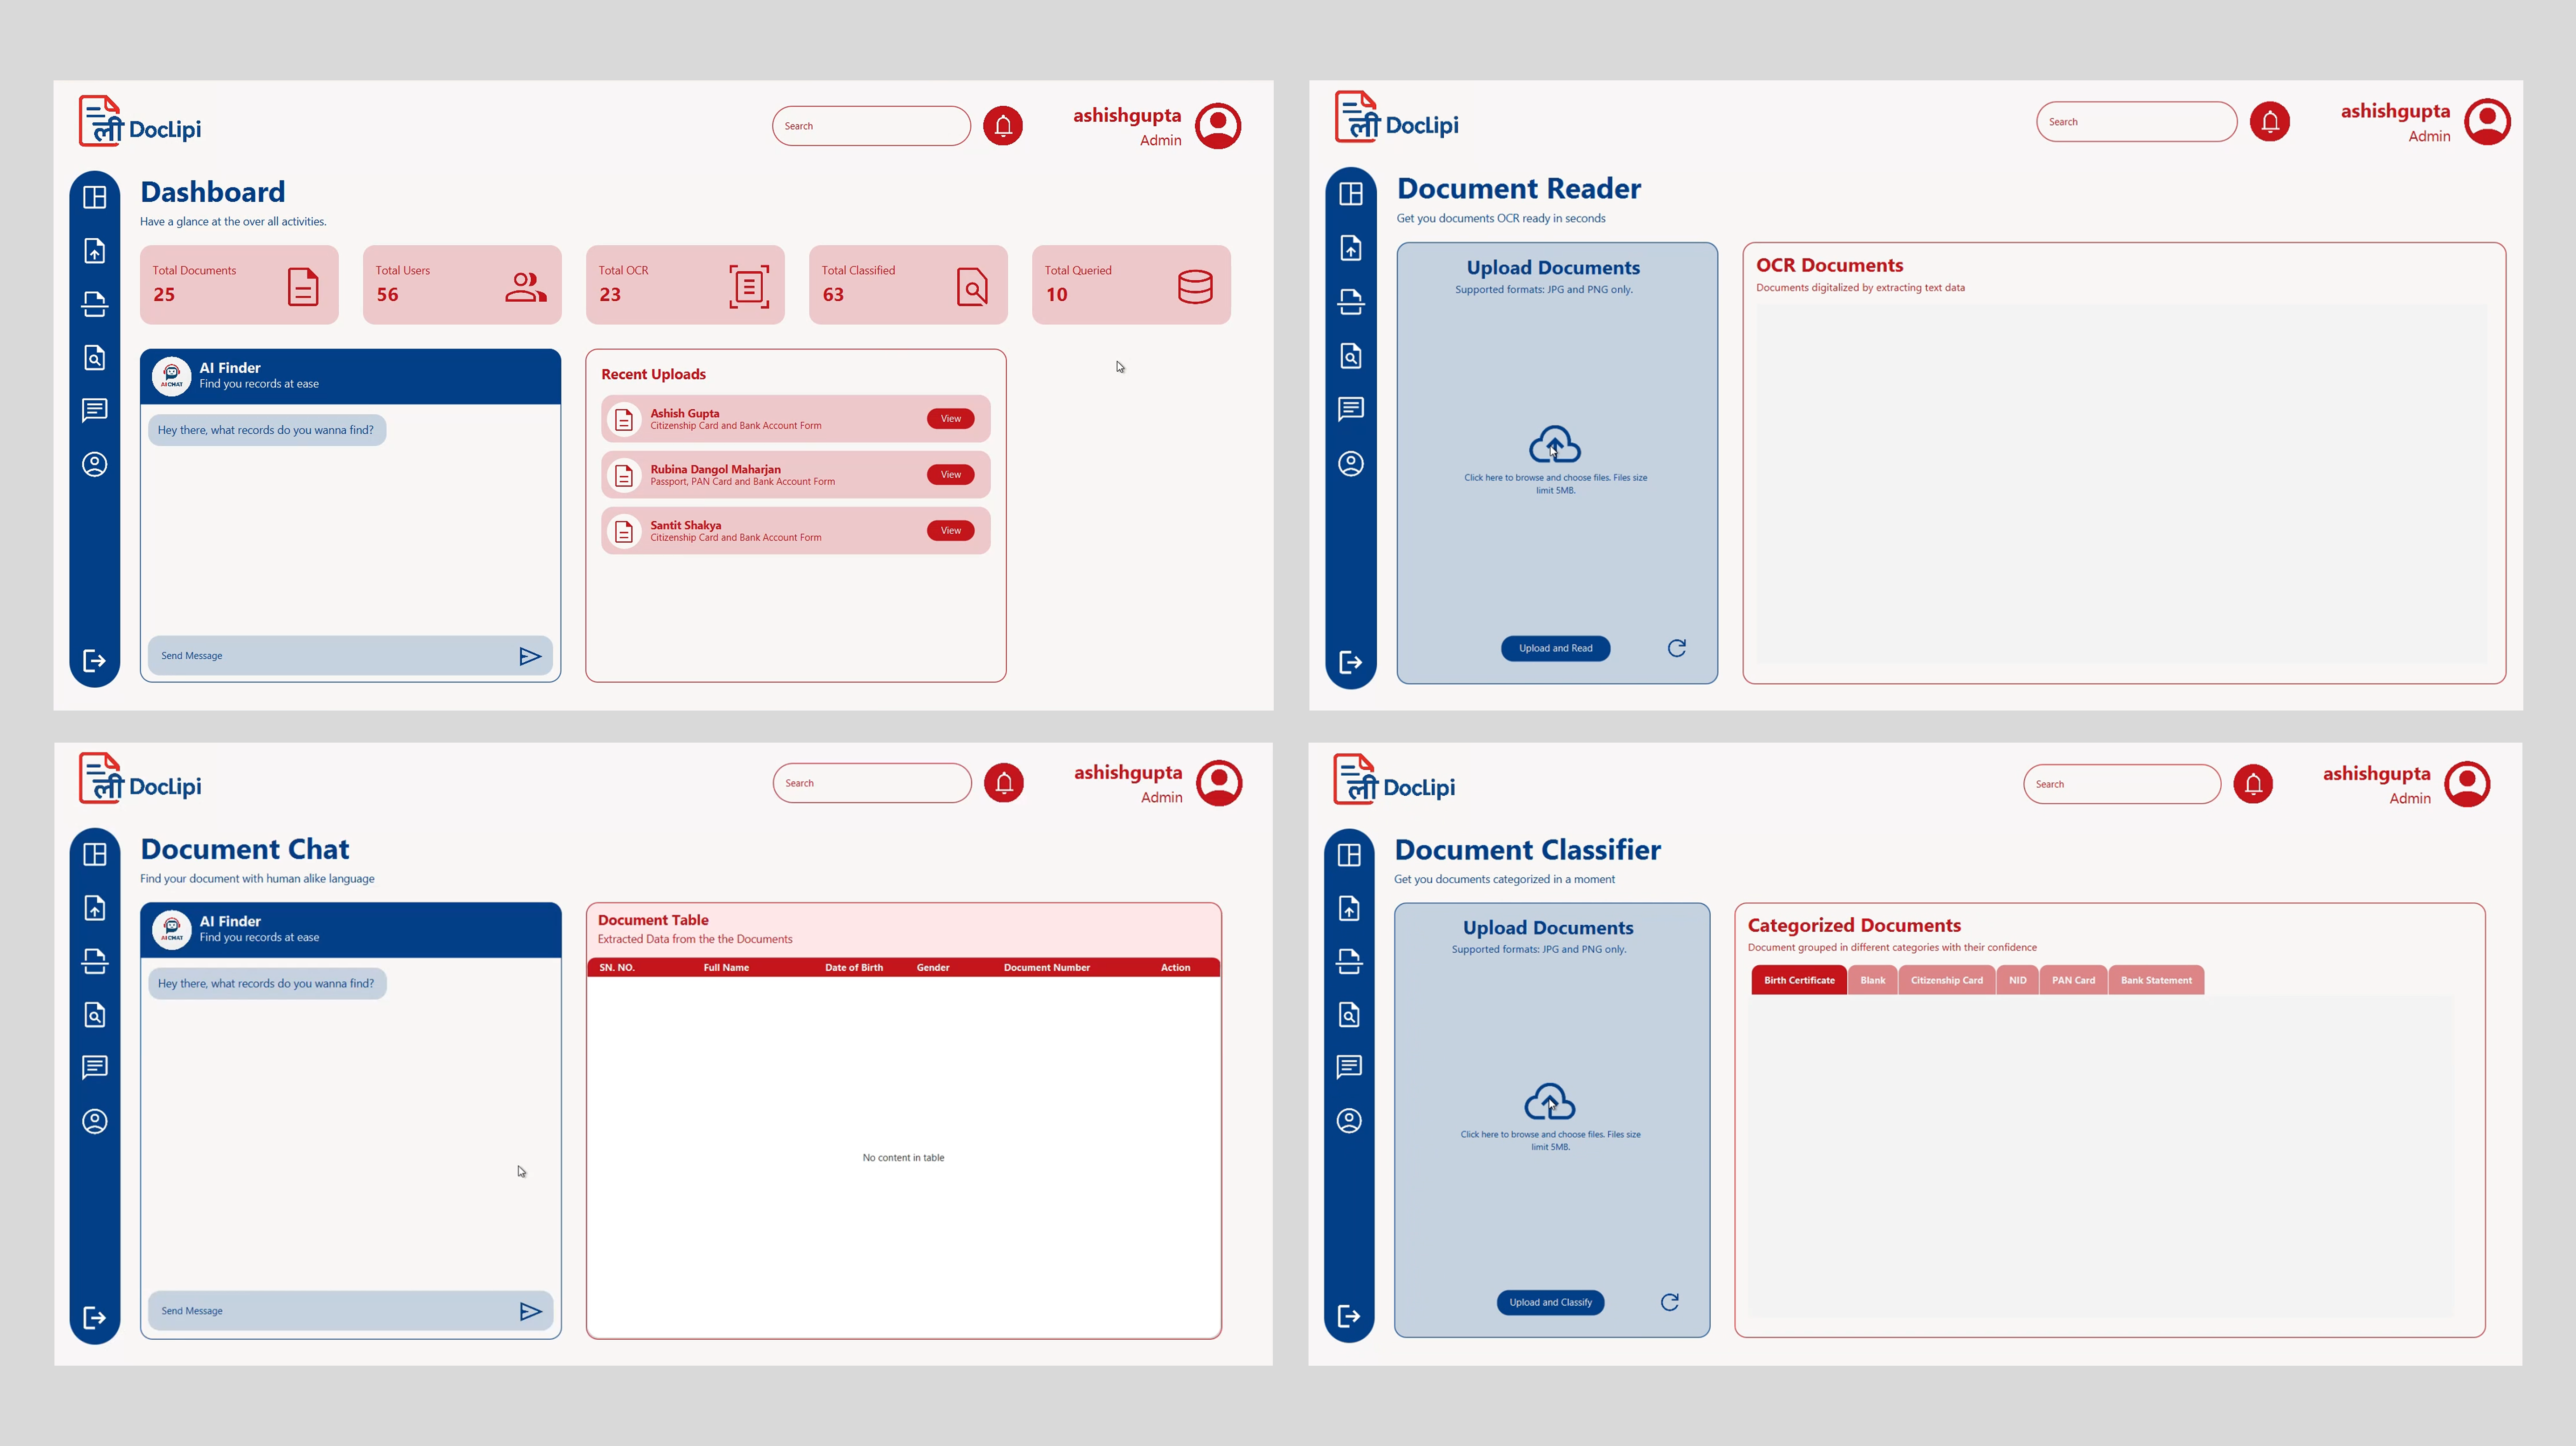 ली DocLipi
Search
ashishgupta
Admin
Dashboard
Have a glance at the over all activities.
Total Documents
25
Total Users
56
Total OCR
23
Total Classified
63
Total Queried
10
AI CHAT
AI Finder
Find you records at ease
Hey there, what records do you wanna find?
Send Message
Recent Uploads
Ashish Gupta
Citizenship Card and Bank Account Form
View
Rubina Dangol Maharjan
Passport, PAN Card and Bank Account Form
View
Santit Shakya
Citizenship Card and Bank Account Form
View
ली DocLipi
Search
ashishgupta
Admin
Document Reader
Get you documents OCR ready in seconds
Upload Documents
Supported formats: JPG and PNG only.
Click here to browse and choose files. Files size
limit 5MB.
Upload and Read
OCR Documents
Documents digitalized by extracting text data
ली DocLipi
Search
ashishgupta
Admin
Document Chat
Find your document with human alike language
AI CHAT
AI Finder
Find you records at ease
Hey there, what records do you wanna find?
Send Message
Document Table
Extracted Data from the the Documents
SN. NO. Full Name Date of Birth Gender Document Number Action
No content in table
ली DocLipi
Search
ashishgupta
Admin
Document Classifier
Get you documents categorized in a moment
Upload Documents
Supported formats: JPG and PNG only.
Click here to browse and choose files. Files size
limit 5MB.
Upload and Classify
Categorized Documents
Document grouped in different categories with their confidence
Birth Certificate Blank Citizenship Card NID PAN Card Bank Statement